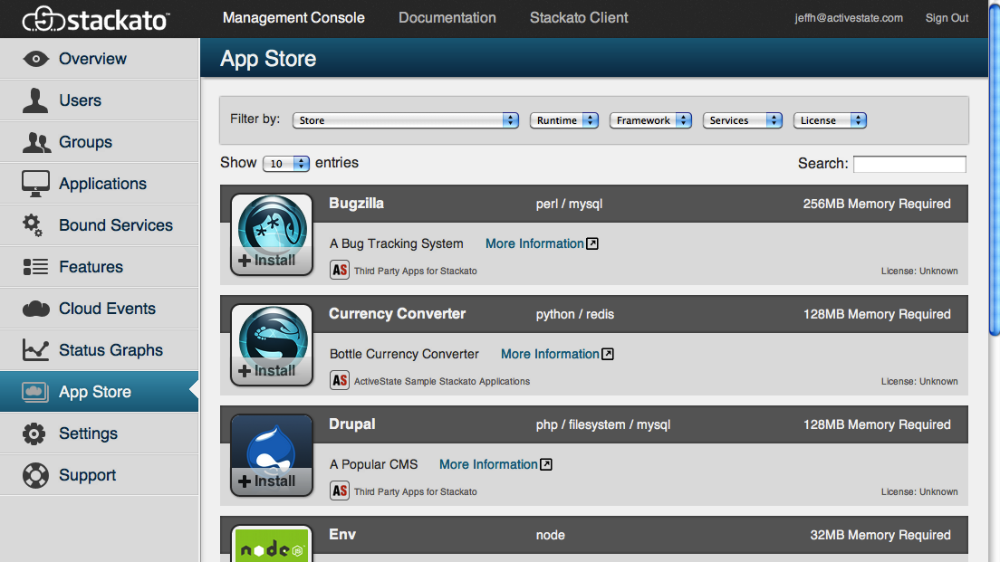 stackato™
Management Console Documentation Stackato Client jeffh@activestate.com Sign Out
Overview
Users
Groups
Applications
Bound Services
Features
Cloud Events
Status Graphs
App Store
Settings
Support
App Store
Filter by: Store Runtime Framework Services License
Show 10 entries Search:
Bugzilla perl / mysql 256MB Memory Required
A Bug Tracking System More Information
Install
AS Third Party Apps for Stackato License: Unknown
Currency Converter python / redis 128MB Memory Required
Bottle Currency Converter More Information
Install
AS ActiveState Sample Stackato Applications License: Unknown
Drupal php / filesystem / mysql 128MB Memory Required
A Popular CMS More Information
Install
AS Third Party Apps for Stackato License: Unknown
Env node 32MB Memory Required
node JS